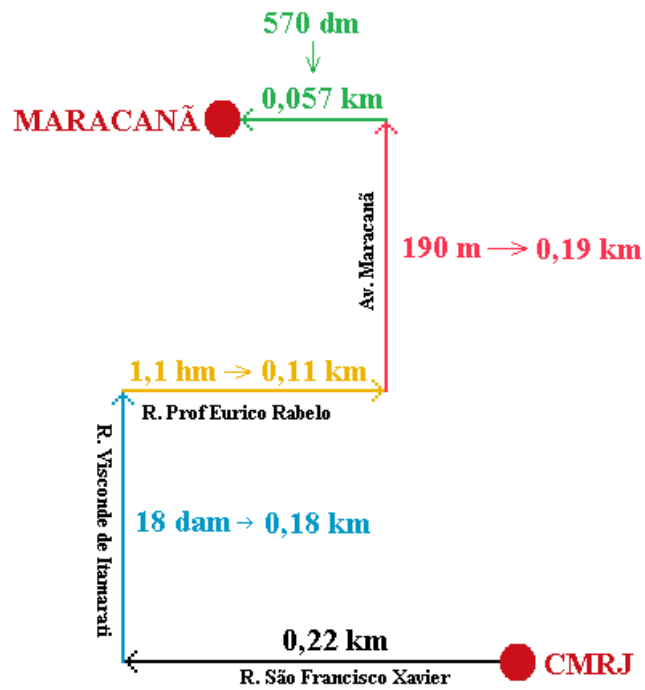 570 dm
↓
0,057 km
MARACANÃ
Av. Maracanã
190 m → 0,19 km
1,1 hm → 0,11 km
R. Prof Eurico Rabelo
R. Visconde de Itamarati
18 dam → 0,18 km
0,22 km
CMRJ
R. São Francisco Xavier